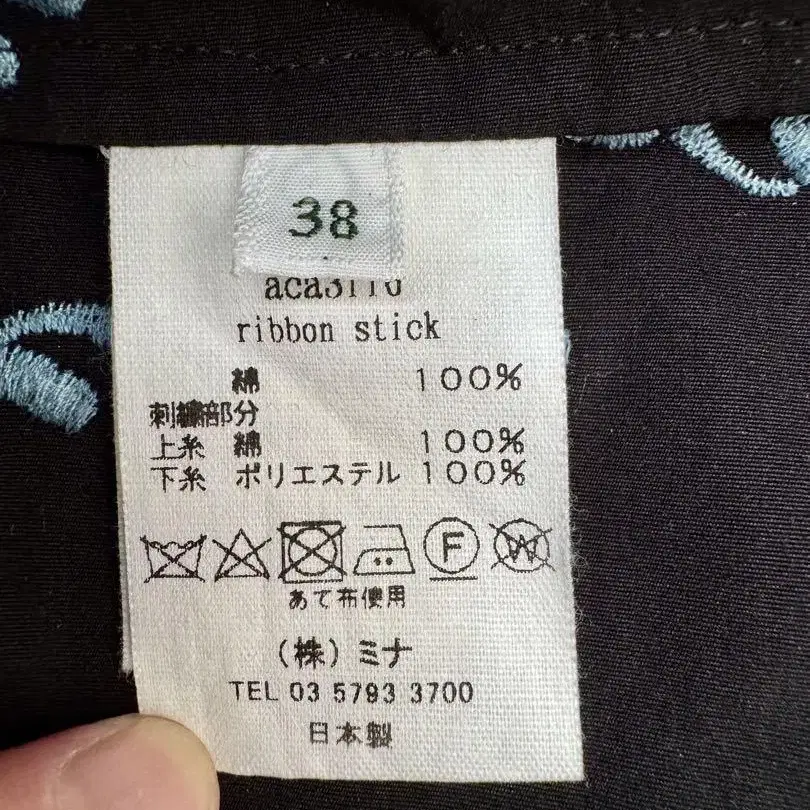 38
ribbon stick
綿 100%
刺繍部分
上糸 綿 100%
下糸 ポリエステル 100%
F W
あて布使用
(株)ミナ
TEL 03 5793 3700
日本製